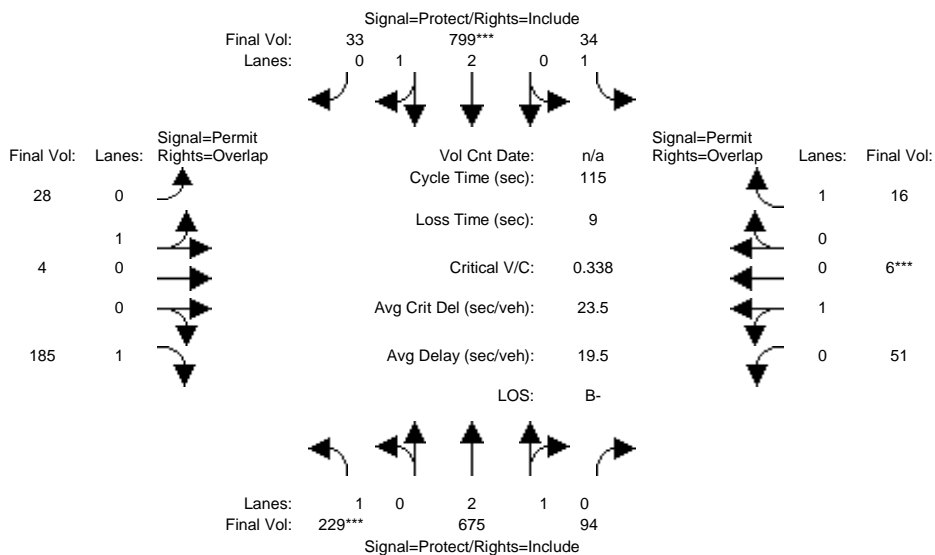 Signal=Protect/Rights=Include
Final Vol: 33 799*** 34
Lanes: 0 1 2 0 1
Signal=Permit
Final Vol: Lanes: Rights=Overlap
Vol Cnt Date: n/a
Signal=Permit
Rights=Overlap Lanes: Final Vol:
Cycle Time (sec): 115
28 0
1 16
Loss Time (sec): 9
1
0
4 0
Critical V/C: 0.338
0 6***
0
Avg Crit Del (sec/veh): 23.5
1
185 1
Avg Delay (sec/veh): 19.5
0 51
LOS: B-
Lanes: 1 0 2 1 0
Final Vol: 229*** 675 94
Signal=Protect/Rights=Include